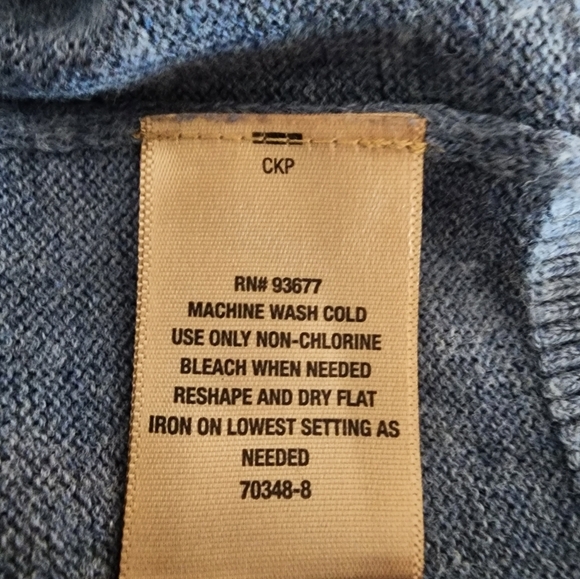 CKP
RN# 93677
MACHINE WASH COLD
USE ONLY NON-CHLORINE
BLEACH WHEN NEEDED
RESHAPE AND DRY FLAT
IRON ON LOWEST SETTING AS
NEEDED
70348-8